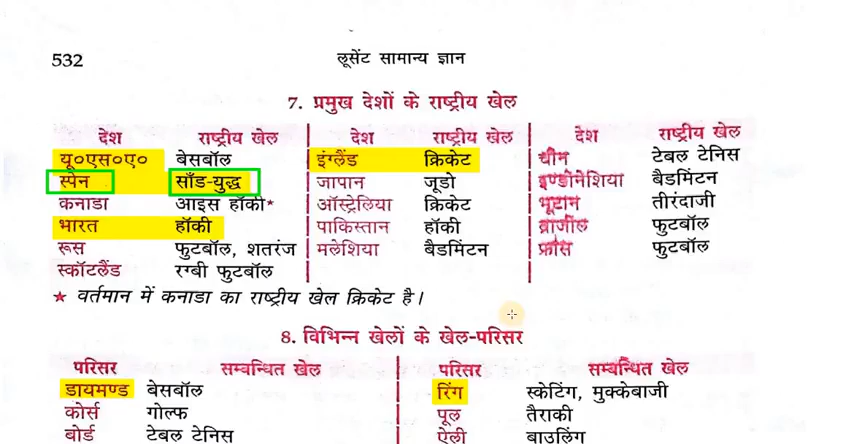 532 लूसेंट सामान्य ज्ञान
7. प्रमुख देशों के राष्ट्रीय खेल
देश राष्ट्रीय खेल देश राष्ट्रीय खेल देश राष्ट्रीय खेल
यू०एस०ए० बेसबॉल इंग्लैंड क्रिकेट चीन टेबल टेनिस
स्पेन साँड-युद्ध जापान जूडो इण्डोनेशिया बैडमिंटन
कनाडा आइस हॉकी* ऑस्ट्रेलिया क्रिकेट भूटान तीरंदाजी
भारत हॉकी पाकिस्तान हॉकी ब्राजील फुटबॉल
रूस फुटबॉल, शतरंज मलेशिया बैडमिंटन फ्रांस फुटबॉल
स्कॉटलैंड रग्बी फुटबॉल
★ वर्तमान में कनाडा का राष्ट्रीय खेल क्रिकेट है।
8. विभिन्न खेलों के खेल-परिसर
परिसर सम्बन्धित खेल परिसर सम्बन्धित खेल
डायमण्ड बेसबॉल रिंग स्केटिंग, मुक्केबाजी
कोर्स गोल्फ पूल तैराकी
बोर्ड टेबल टेनिस ऐली बाउलिंग